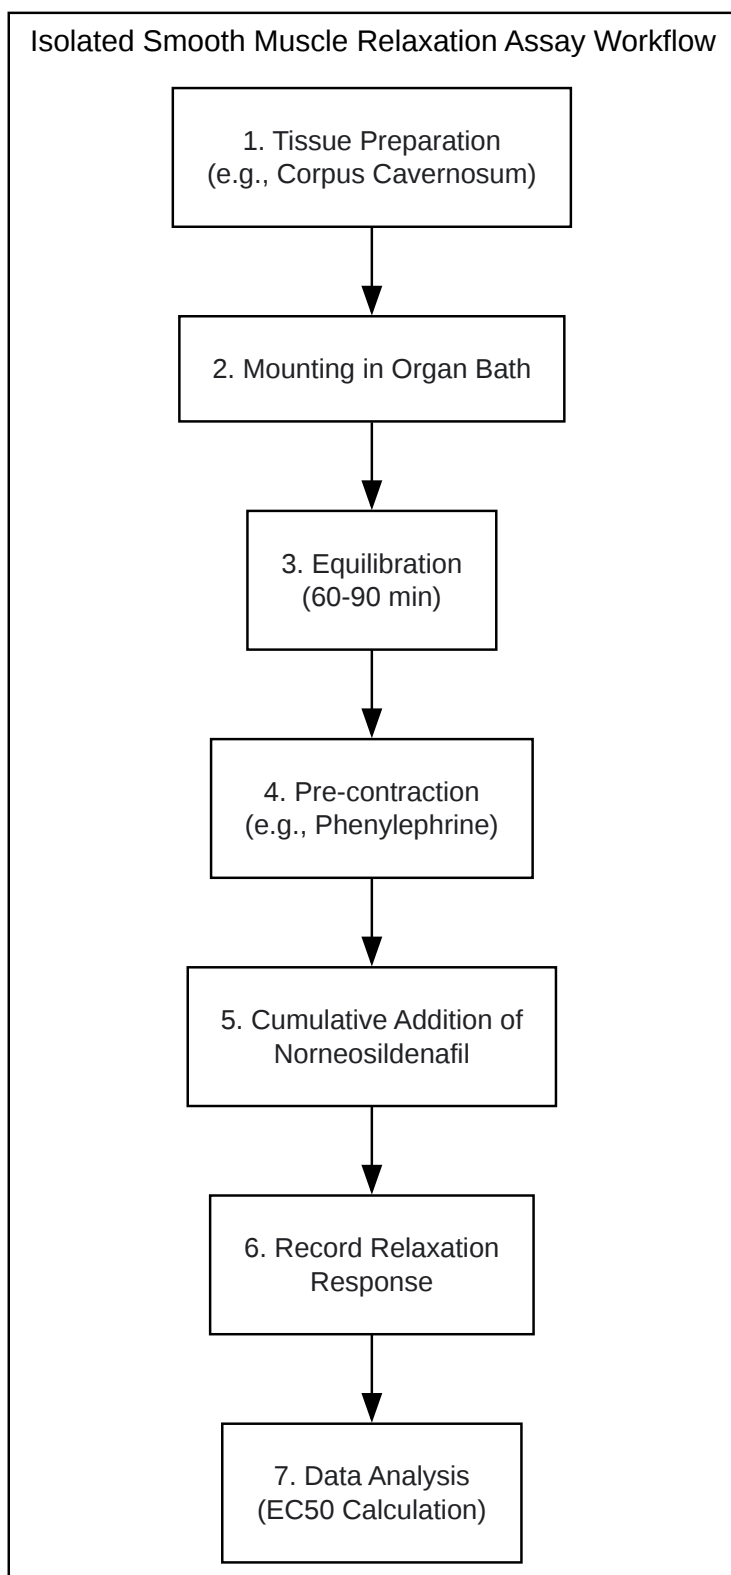 Isolated Smooth Muscle Relaxation Assay Workflow
1. Tissue Preparation
(e.g., Corpus Cavernosum)
2. Mounting in Organ Bath
3. Equilibration
(60-90 min)
4. Pre-contraction
(e.g., Phenylephrine)
5. Cumulative Addition of
Norneosildenafil
6. Record Relaxation
Response
7. Data Analysis
(EC50 Calculation)